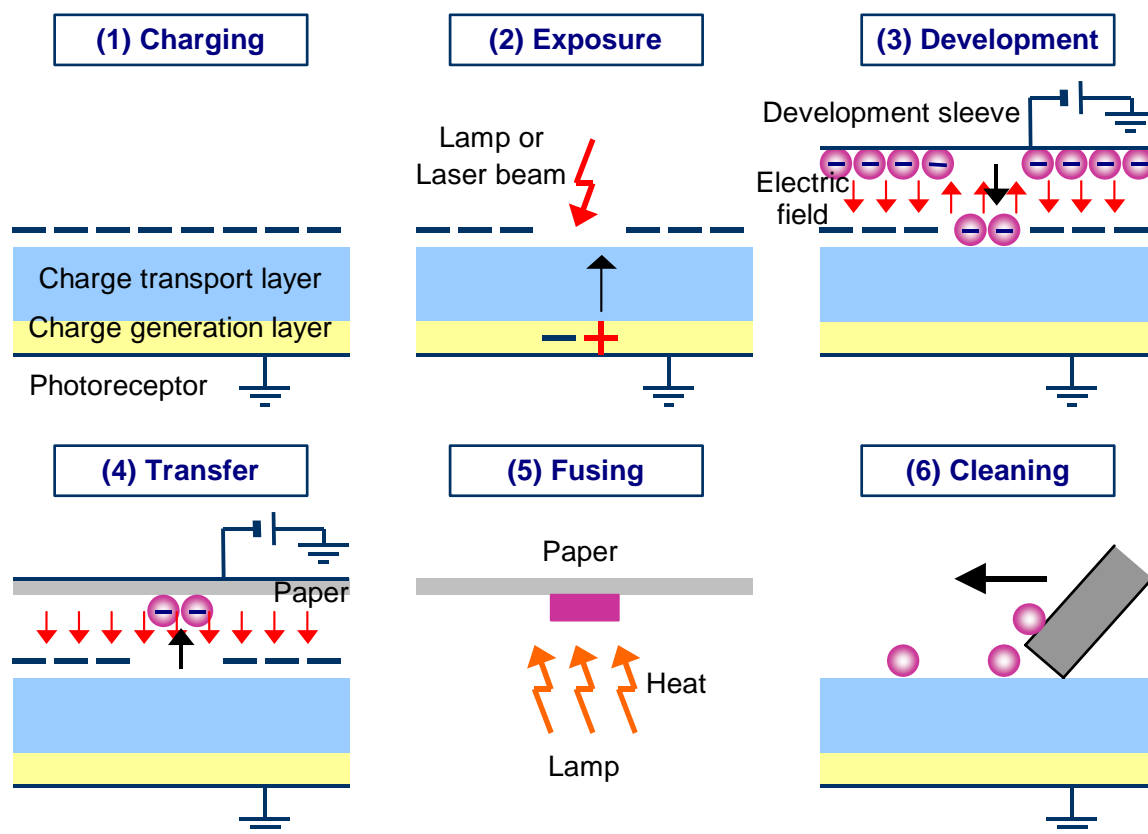 (1) Charging
Charge transport layer
Charge generation layer
Photoreceptor
(2) Exposure
Lamp or
Laser beam
(3) Development
Development sleeve
Electric
field
(4) Transfer
Paper
(5) Fusing
Paper
Heat
Lamp
(6) Cleaning